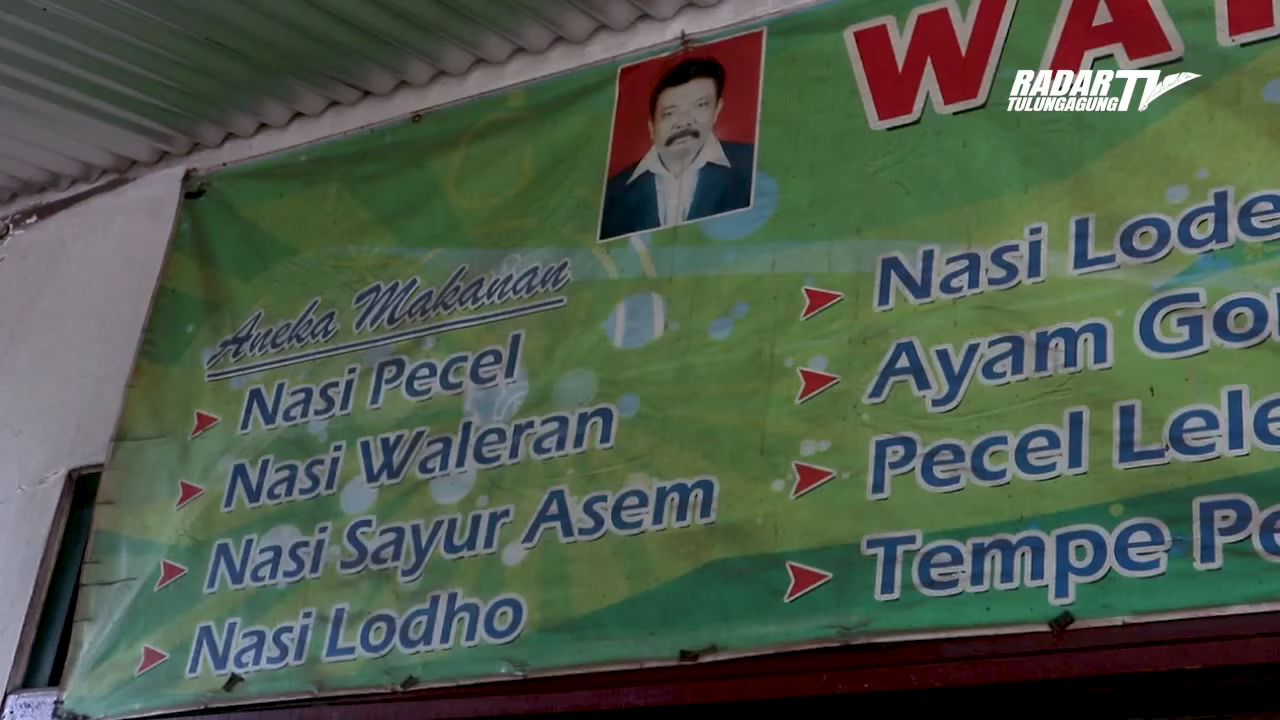 WA
RADAR TV
TULUNGAGUNG
Aneka Makanan
Nasi Pecel
Nasi Waleran
Nasi Sayur Asem
Nasi Lodho
Nasi Lode
Ayam Go
Pecel Lele
Tempe Pe